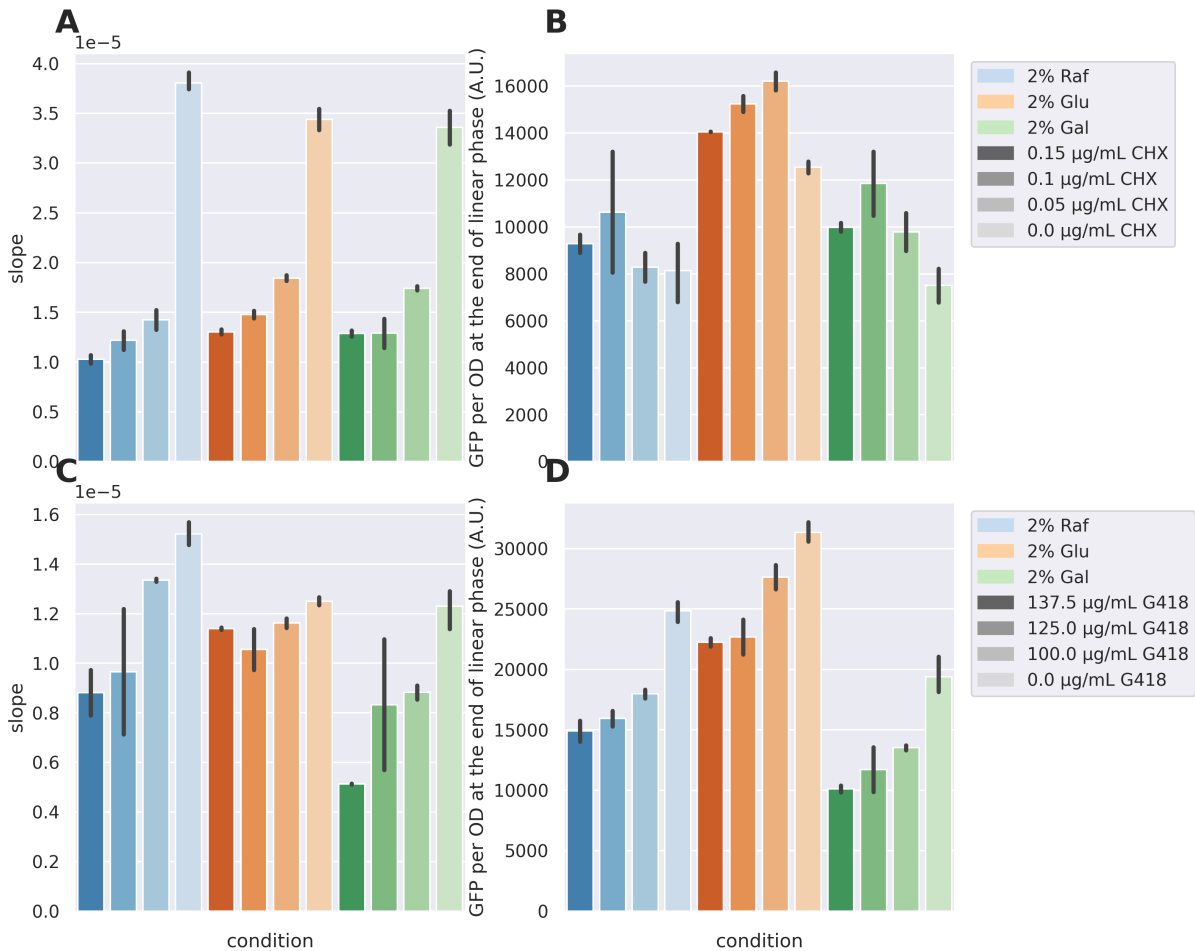 A
1e−5
4.0
3.5
3.0
2.5
2.0
1.5
1.0
0.5
0.0
slope
B
16000
14000
12000
10000
8000
6000
4000
2000
0
GFP per OD at the end of linear phase (A.U.)
2% Raf
2% Glu
2% Gal
0.15 µg/mL CHX
0.1 µg/mL CHX
0.05 µg/mL CHX
0.0 µg/mL CHX
C
1e−5
1.6
1.4
1.2
1.0
0.8
0.6
0.4
0.2
0.0
slope
condition
D
30000
25000
20000
15000
10000
5000
0
GFP per OD at the end of linear phase (A.U.)
condition
2% Raf
2% Glu
2% Gal
137.5 µg/mL G418
125.0 µg/mL G418
100.0 µg/mL G418
0.0 µg/mL G418